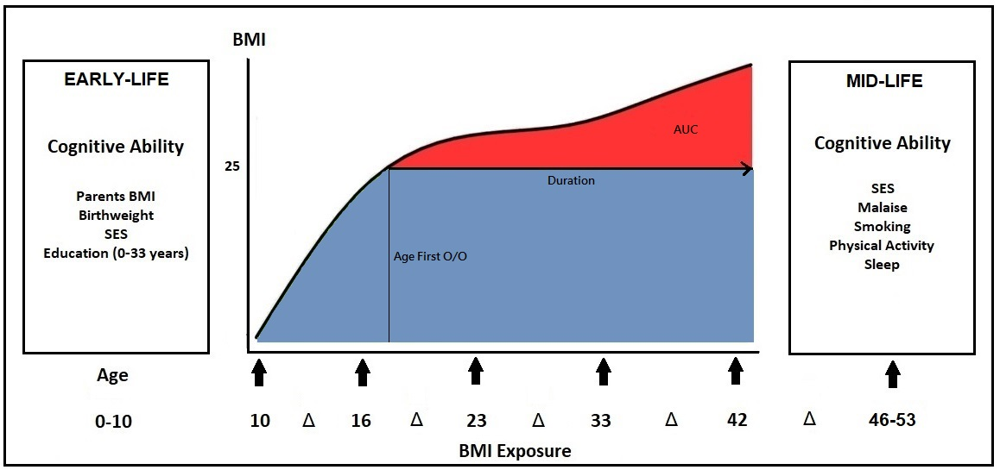 BMI
EARLY-LIFE
Cognitive Ability
Parents BMI
Birthweight
SES
Education (0-33 years)
25
AUC
Duration
Age First O/O
MID-LIFE
Cognitive Ability
SES
Malaise
Smoking
Physical Activity
Sleep
Age
0-10
10 Δ 16 Δ 23 Δ 33 Δ 42 Δ 46-53
BMI Exposure